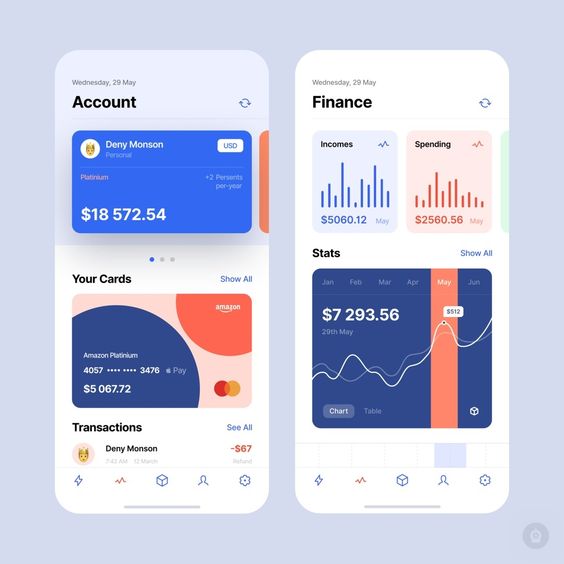 Wednesday, 29 May
Account
Deny Monson
Personal
USD
Platinium
+2 Persents
per-year
$18 572.54
Your Cards
Show All
amazon
Amazon Platinium
4057 •••• •••• 3476
Pay
$5 067.72
Transactions
See All
Deny Monson
-$67
7:43 AM · 12 March
Refund
Wednesday, 29 May
Finance
Incomes
$5060.12
May
Spending
$2560.56
May
Stats
Show All
Jan Feb Mar Apr May Jun
$7 293.56
29th May
$512
Chart
Table